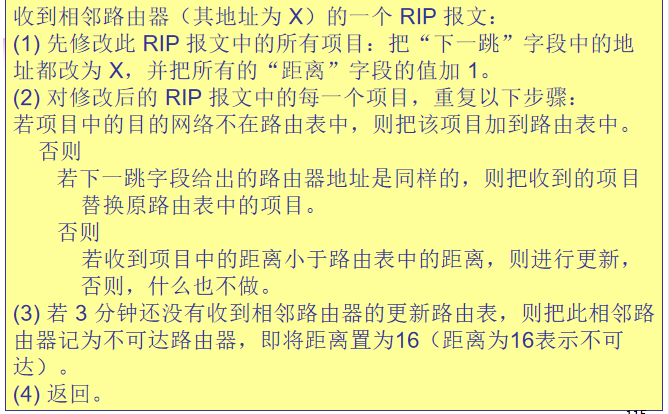 收到相邻路由器（其地址为 X）的一个 RIP 报文：
(1) 先修改此 RIP 报文中的所有项目：把“下一跳”字段中的地
址都改为 X，并把所有的“距离”字段的值加 1。
(2) 对修改后的 RIP 报文中的每一个项目，重复以下步骤：
若项目中的目的网络不在路由表中，则把该项目加到路由表中。
否则
若下一跳字段给出的路由器地址是同样的，则把收到的项目
替换原路由表中的项目。
否则
若收到项目中的距离小于路由表中的距离，则进行更新，
否则，什么也不做。
(3) 若 3 分钟还没有收到相邻路由器的更新路由表，则把此相邻路
由器记为不可达路由器，即将距离置为16（距离为16表示不可
达）。
(4) 返回。